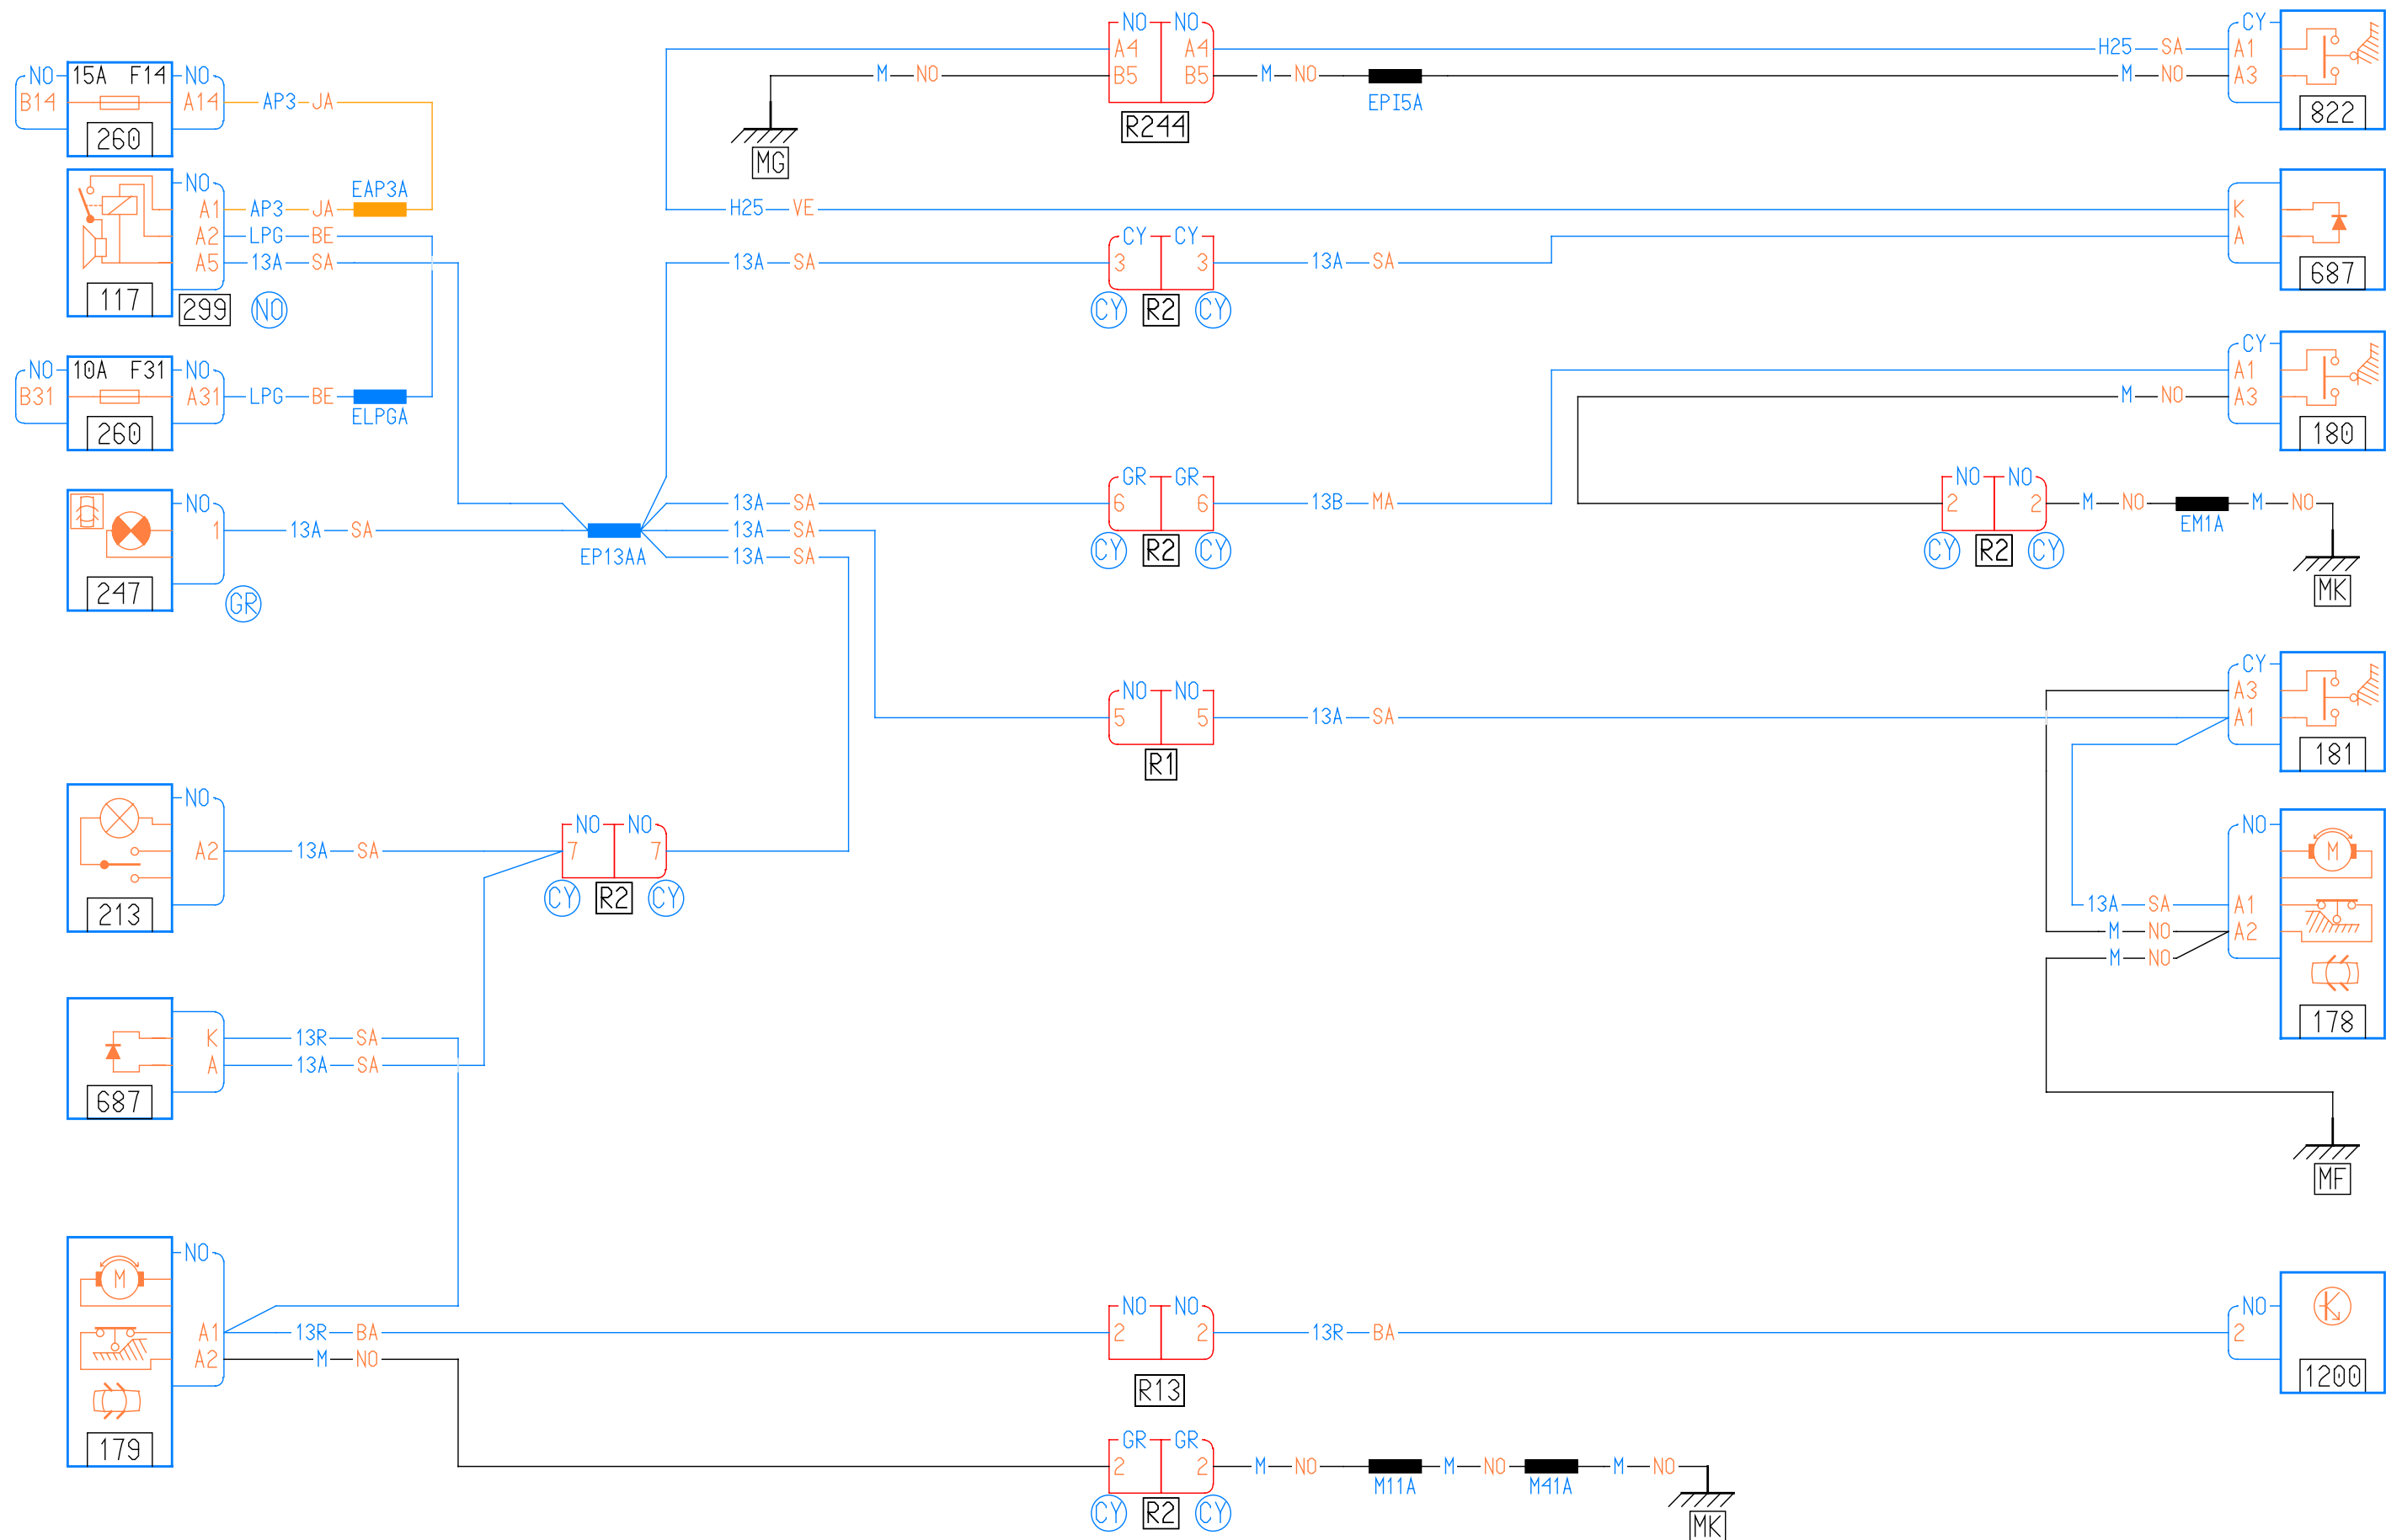 NO NO
A4 A4
B5 B5
R244
M NO
MG
M NO
EPI5A
H25 SA
M NO
CY
A1
A3
822
NO 15A F14 NO
B14 A14
260
AP3 JA
NO
A1 AP3 JA EAP3A
A2 LPG BE
A5 13A SA
117 299 NO
H25 VE
K
A
687
13A SA
CY CY
3 3
CY R2 CY
13A SA
NO 10A F31 NO
B31 A31
260
LPG BE
ELPGA
CY
A1
M NO A3
180
NO
1
247
GR
13A SA
EP13AA
13A SA
13A SA
13A SA
GR GR
6 6
CY R2 CY
13B MA
NO NO
2 2
CY R2 CY
M NO
EM1A
M NO
MK
NO NO
5 5
R1
13A SA
CY
A3
A1
181
NO
A2
213
13A SA
NO NO
7 7
CY R2 CY
NO
M
13A SA A1
M NO A2
M NO
178
MF
K 13R SA
A 13A SA
687
NO
M
A1 13R BA
A2 M NO
179
NO NO
2 2
R13
13R BA
NO
2
1200
GR GR
2 2
CY R2 CY
M NO
M11A
M NO
M41A
M NO
MK